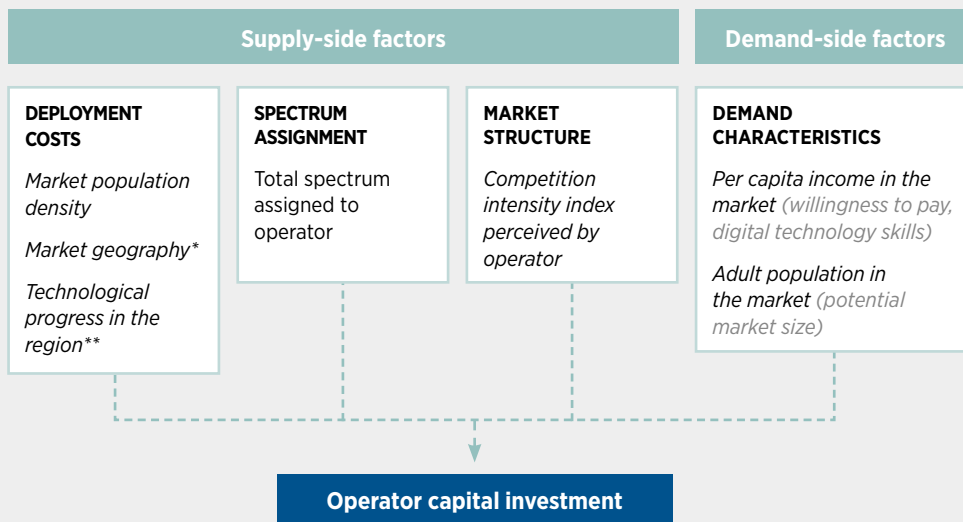 Supply-side factors
Demand-side factors
DEPLOYMENT
COSTS
Market population
density
Market geography*
Technological
progress in the
region**
SPECTRUM
ASSIGNMENT
Total spectrum
assigned to
operator
MARKET
STRUCTURE
Competition
intensity index
perceived by
operator
DEMAND
CHARACTERISTICS
Per capita income in the
market (willingness to pay,
digital technology skills)
Adult population in
the market (potential
market size)
Operator capital investment